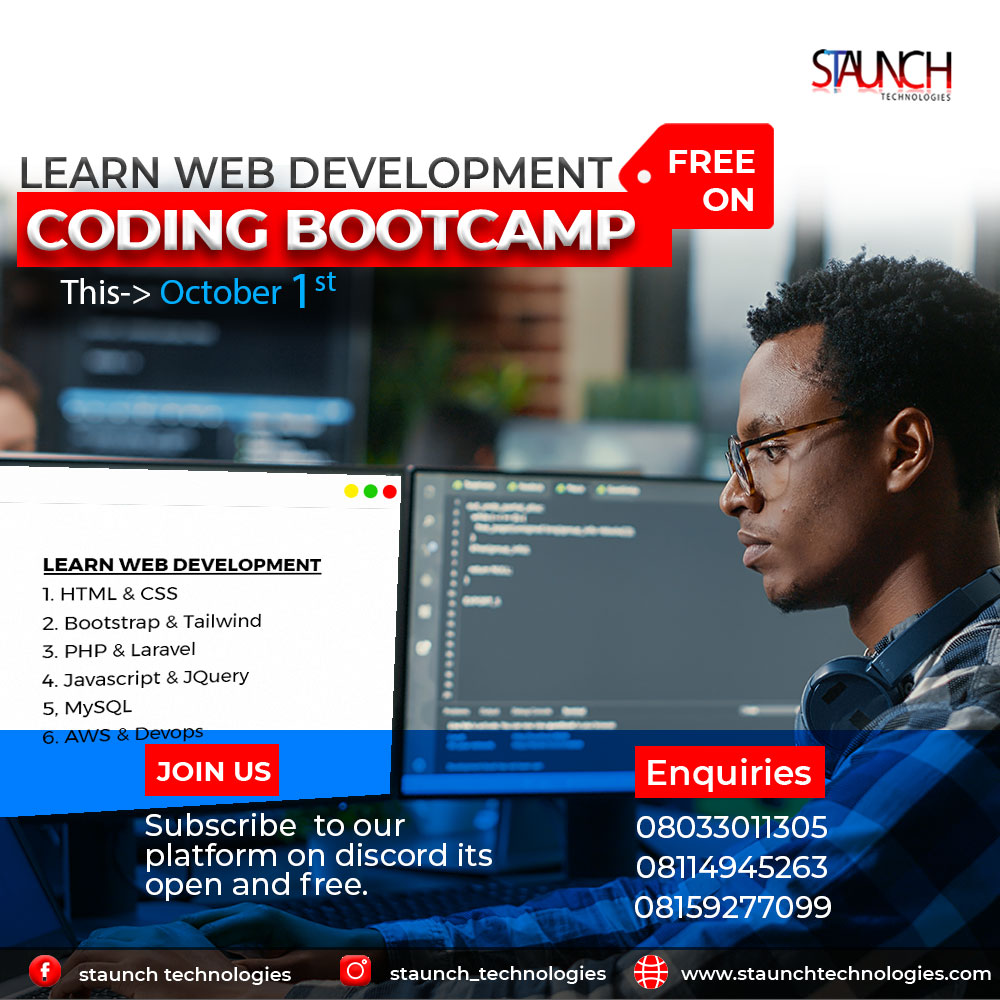 STAUNCH
TECHNOLOGIES
LEARN WEB DEVELOPMENT
FREE
ON
CODING BOOTCAMP
This-> October 1st
LEARN WEB DEVELOPMENT
1. HTML & CSS
2. Bootstrap & Tailwind
3. PHP & Laravel
4. Javascript & JQuery
5, MySQL
6. AWS & Devops
JOIN US
Subscribe to our
platform on discord its
open and free.
Enquiries
08033011305
08114945263
08159277099
staunch technologies
staunch_technologies
www.staunchtechnologies.com